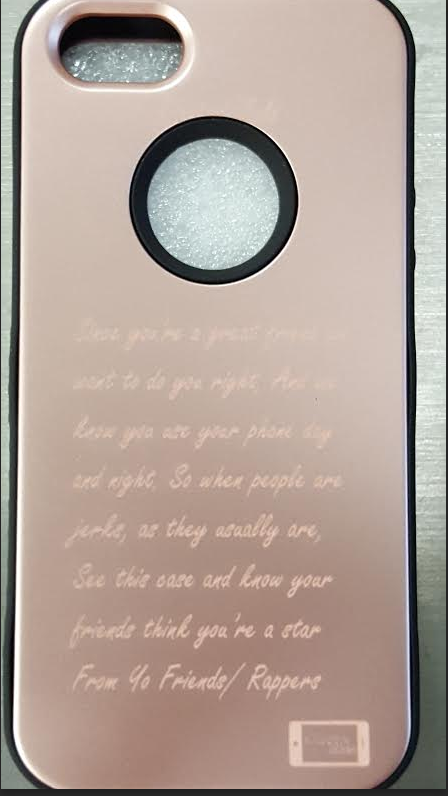 Since you're a great friend we
want to do you right, And we
know you use your phone day
and night, So when people are
jerks, as they usually are,
See this case and know your
friends think you're a star
From Yo Friends/ Rappers